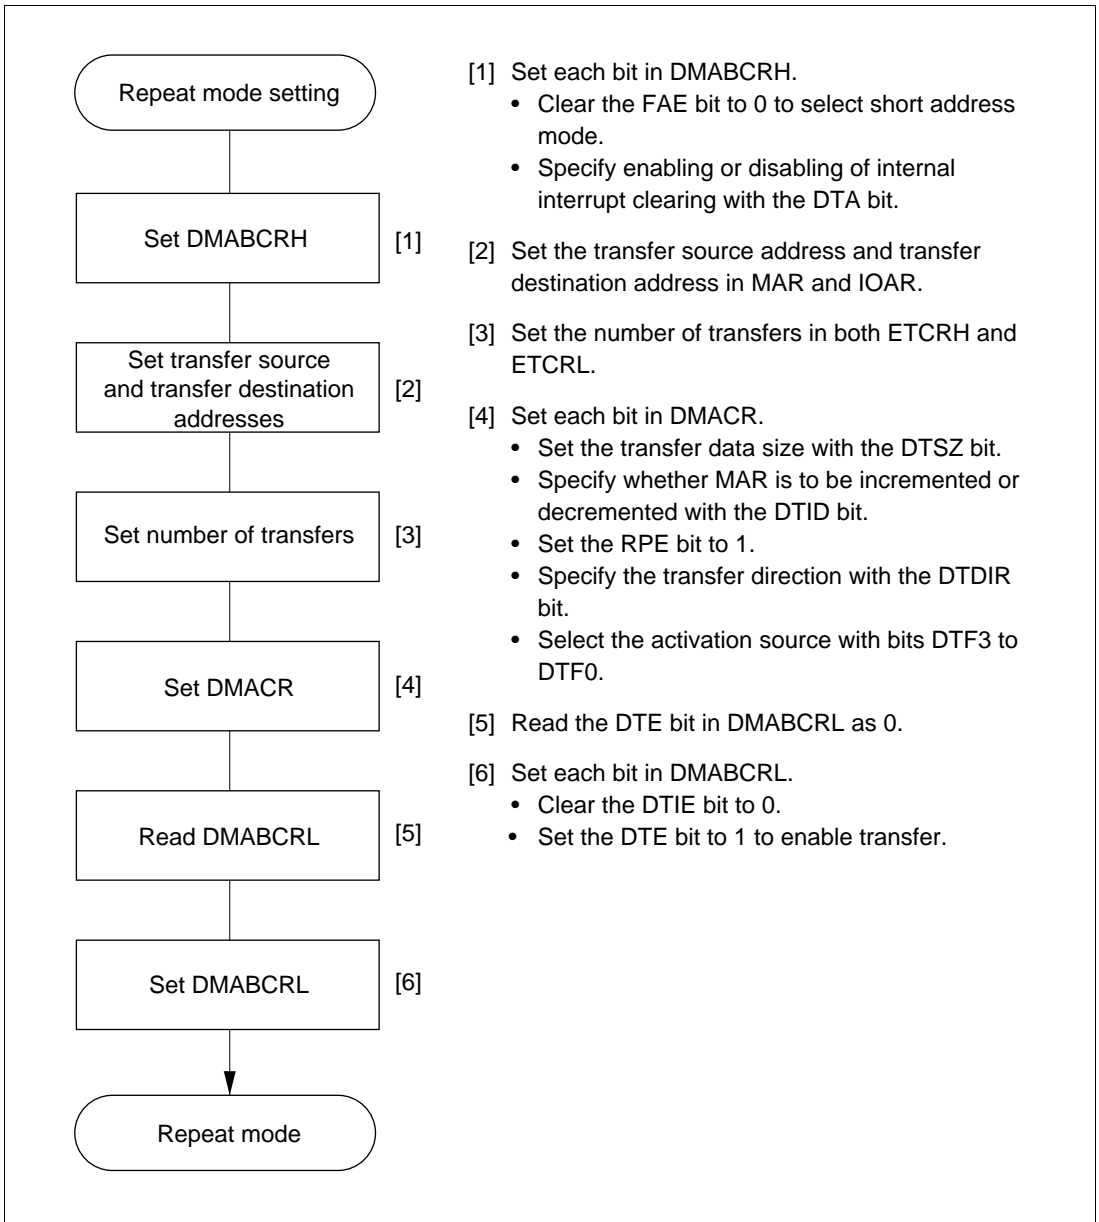 Repeat mode setting
Set DMABCRH [1]
Set transfer source
and transfer destination [2]
addresses
Set number of transfers [3]
Set DMACR [4]
Read DMABCRL [5]
Set DMABCRL [6]
Repeat mode
[1] Set each bit in DMABCRH.
• Clear the FAE bit to 0 to select short address
mode.
• Specify enabling or disabling of internal
interrupt clearing with the DTA bit.
[2] Set the transfer source address and transfer
destination address in MAR and IOAR.
[3] Set the number of transfers in both ETCRH and
ETCRL.
[4] Set each bit in DMACR.
• Set the transfer data size with the DTSZ bit.
• Specify whether MAR is to be incremented or
decremented with the DTID bit.
• Set the RPE bit to 1.
• Specify the transfer direction with the DTDIR
bit.
• Select the activation source with bits DTF3 to
DTF0.
[5] Read the DTE bit in DMABCRL as 0.
[6] Set each bit in DMABCRL.
• Clear the DTIE bit to 0.
• Set the DTE bit to 1 to enable transfer.